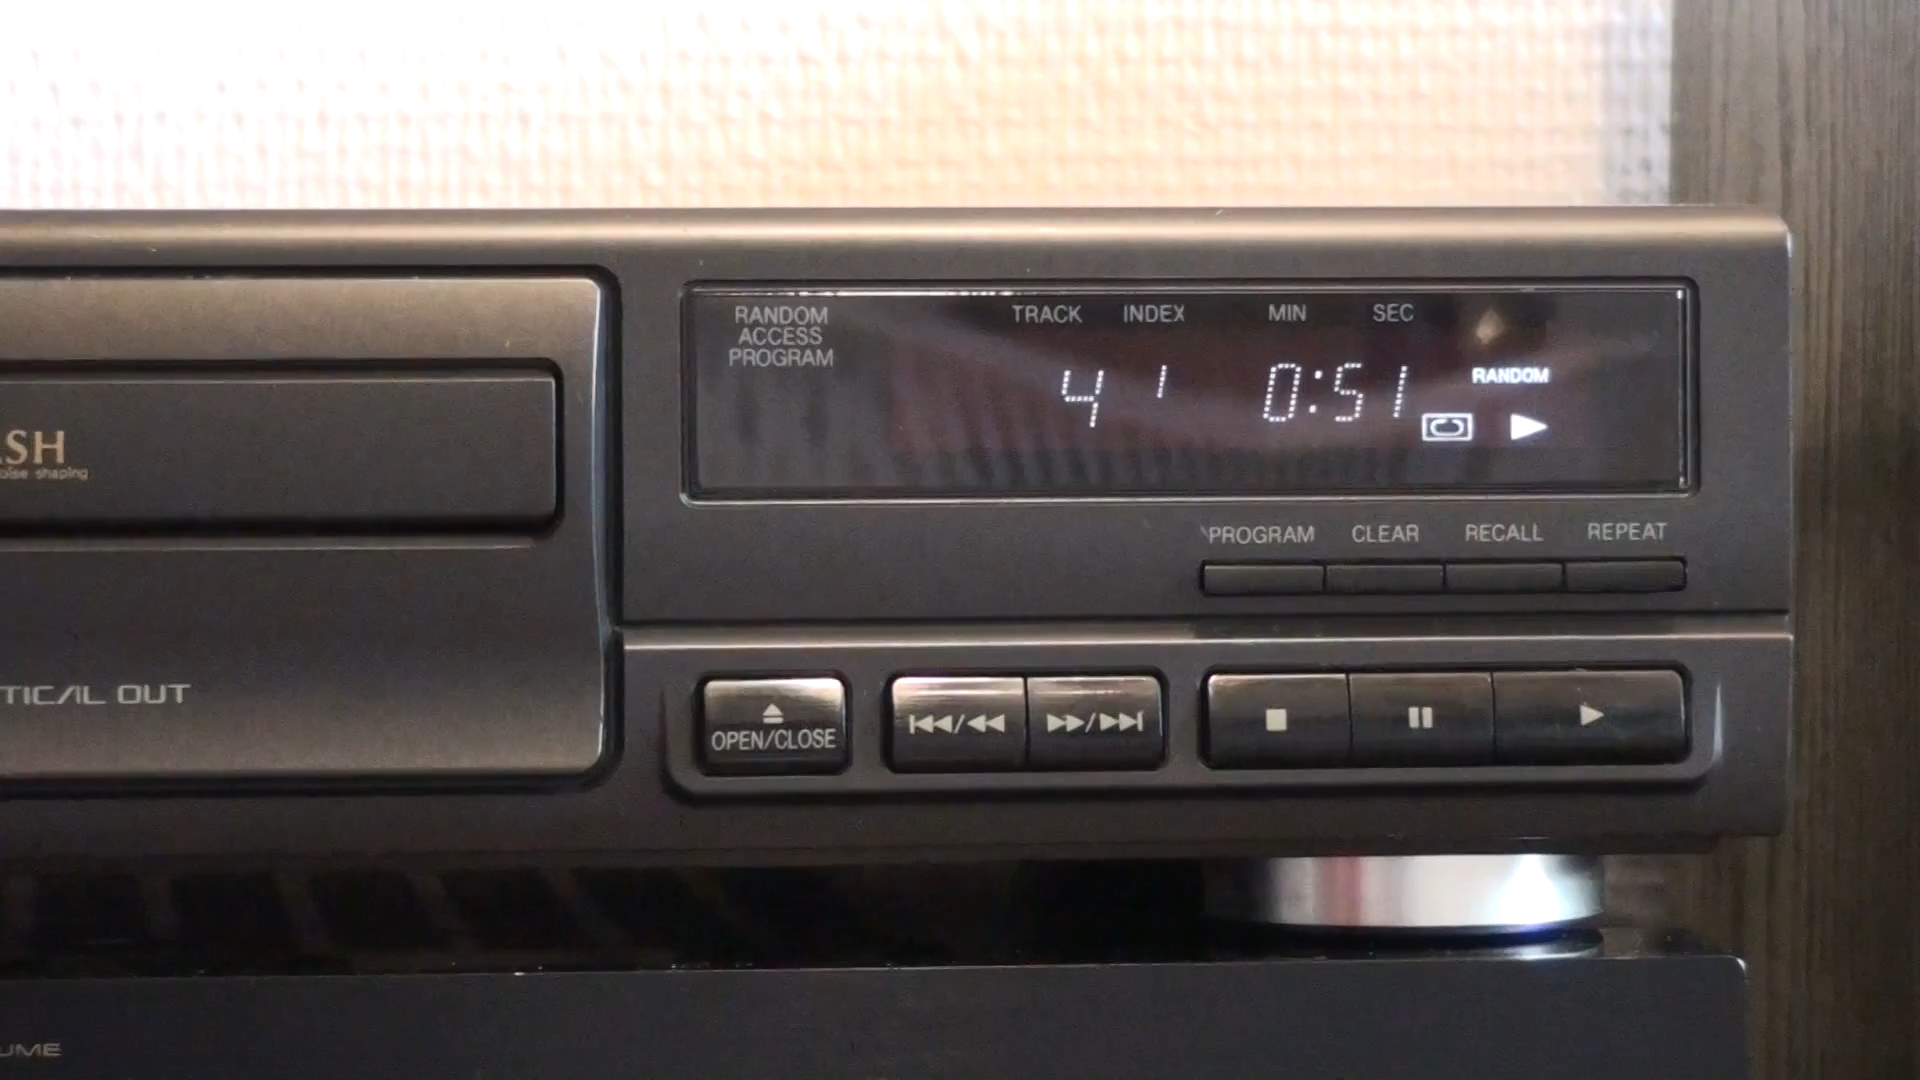 RANDOM
ACCESS
PROGRAM
TRACK INDEX MIN SEC
4 1 0:51
RANDOM
SH
noise shaping
PROGRAM CLEAR RECALL REPEAT
TICAL OUT
OPEN/CLOSE
UME